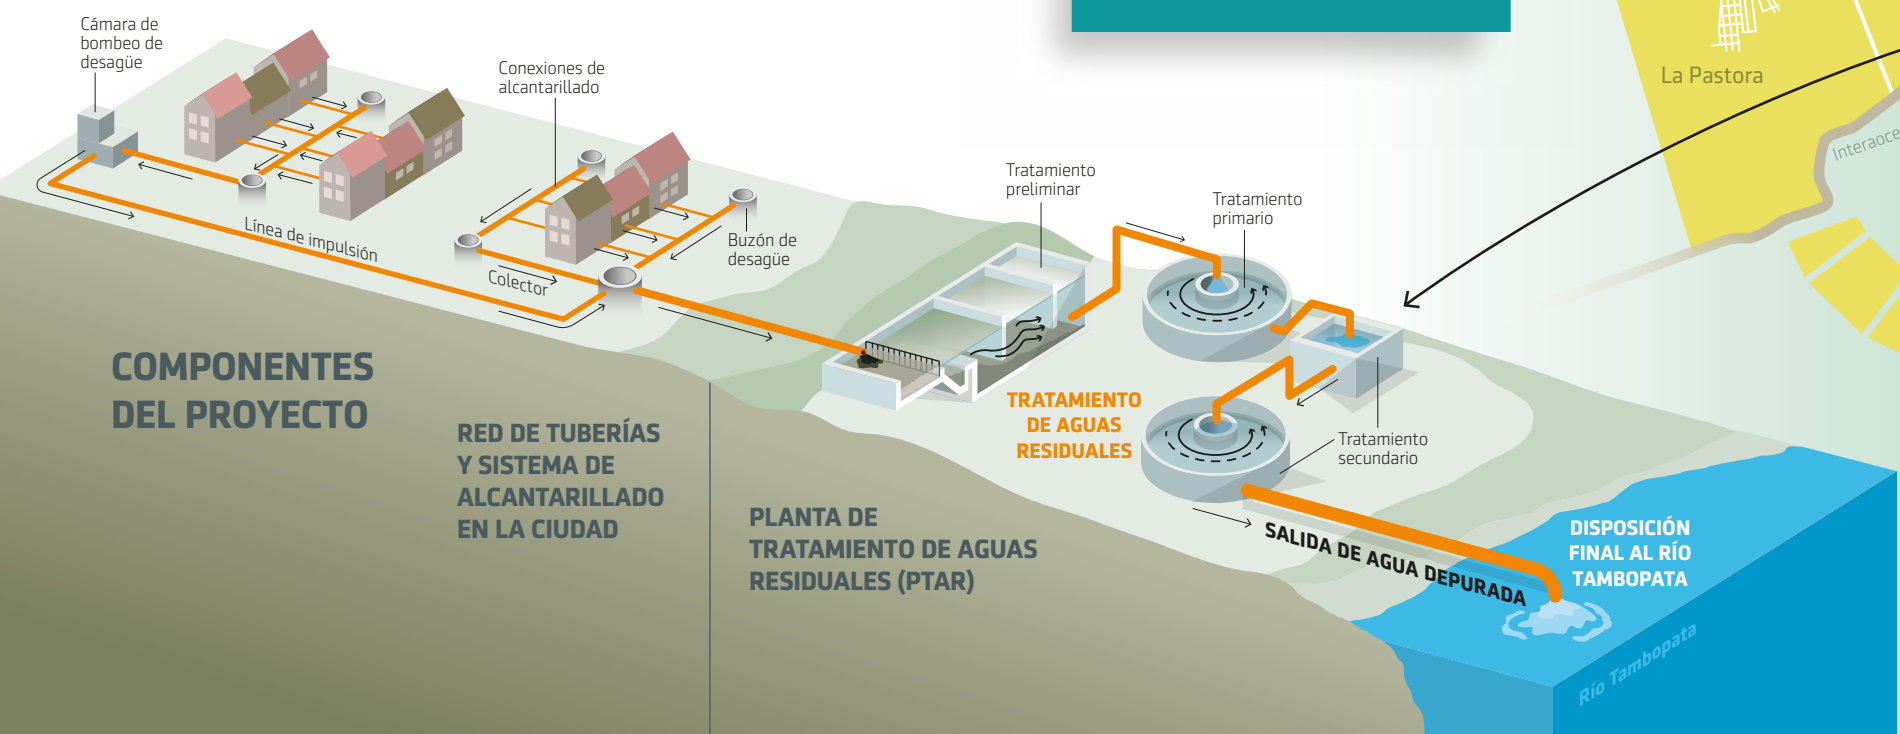 Cámara de
bombeo de
desagüe
Conexiones de
alcantarillado
Línea de impulsión
Colector
Buzón de
desagüe
Tratamiento
preliminar
Tratamiento
primario
La Pastora
COMPONENTES
DEL PROYECTO
RED DE TUBERÍAS
Y SISTEMA DE
ALCANTARILLADO
EN LA CIUDAD
PLANTA DE
TRATAMIENTO DE AGUAS
RESIDUALES (PTAR)
TRATAMIENTO
DE AGUAS
RESIDUALES
Tratamiento
secundario
SALIDA DE AGUA DEPURADA
DISPOSICIÓN
FINAL AL RÍO
TAMBOPATA
Río Tambopata